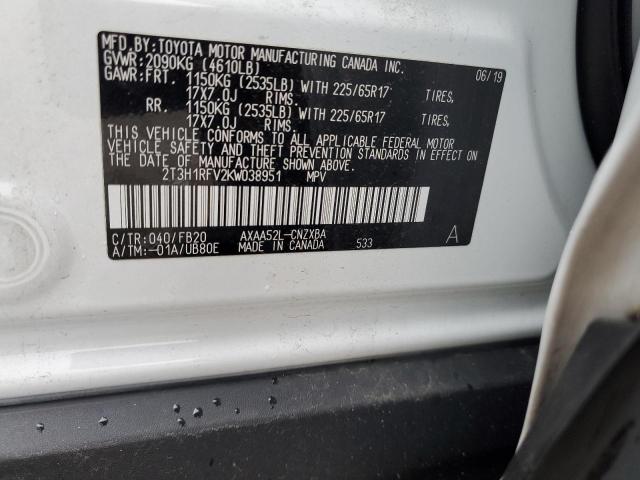 MFD. BY: TOYOTA MOTOR MANUFACTURING CANADA INC.
GVWR: 2090KG (4610LB) 06/19
GAWR: FRT. 1150KG (2535LB) WITH 225/65R17 TIRES,
17X7.0J RIMS.
RR. 1150KG (2535LB) WITH 225/65R17 TIRES,
17X7.0J RIMS.
THIS VEHICLE CONFORMS TO ALL APPLICABLE FEDERAL MOTOR
VEHICLE SAFETY AND THEFT PREVENTION STANDARDS IN EFFECT
ON THE DATE OF MANUFACTURE SHOWN ABOVE.
2T3H1RFV2KW038951 MPV
C/TR: 040/FB20 AXAA52L-CNZXBA
A/TM: -01A/UB80E MADE IN CANADA 533 A